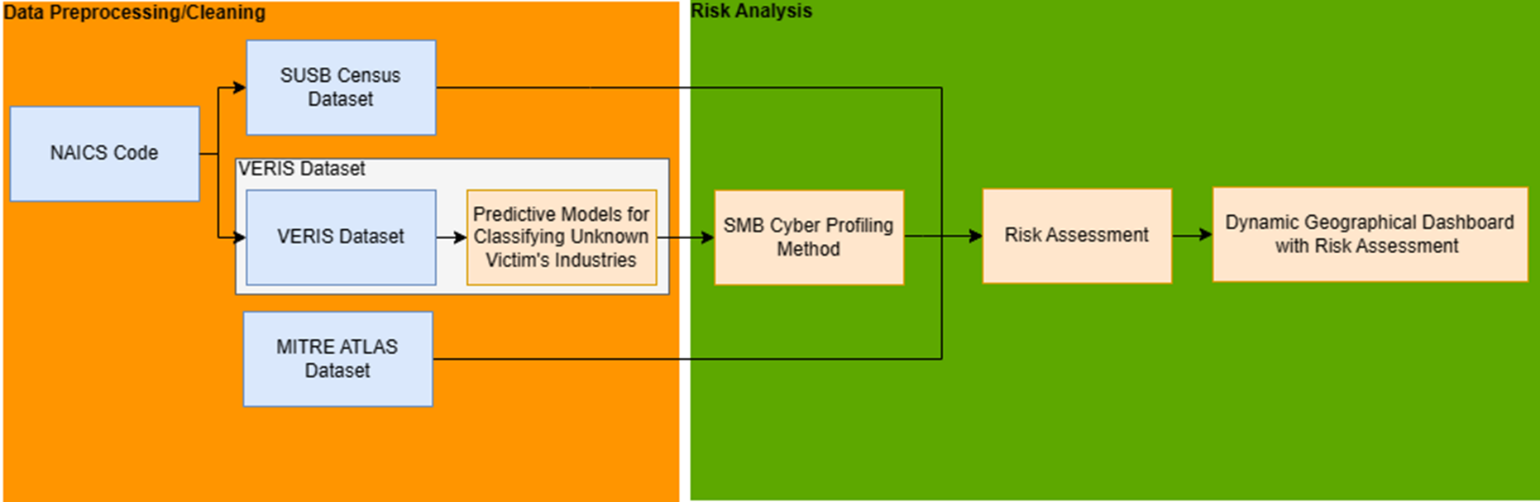 Data Preprocessing/Cleaning
Risk Analysis
SUSB Census
Dataset
NAICS Code
VERIS Dataset
VERIS Dataset
Predictive Models for
Classifying Unknown
Victim's Industries
SMB Cyber Profiling
Method
Risk Assessment
Dynamic Geographical Dashboard
with Risk Assessment
MITRE ATLAS
Dataset